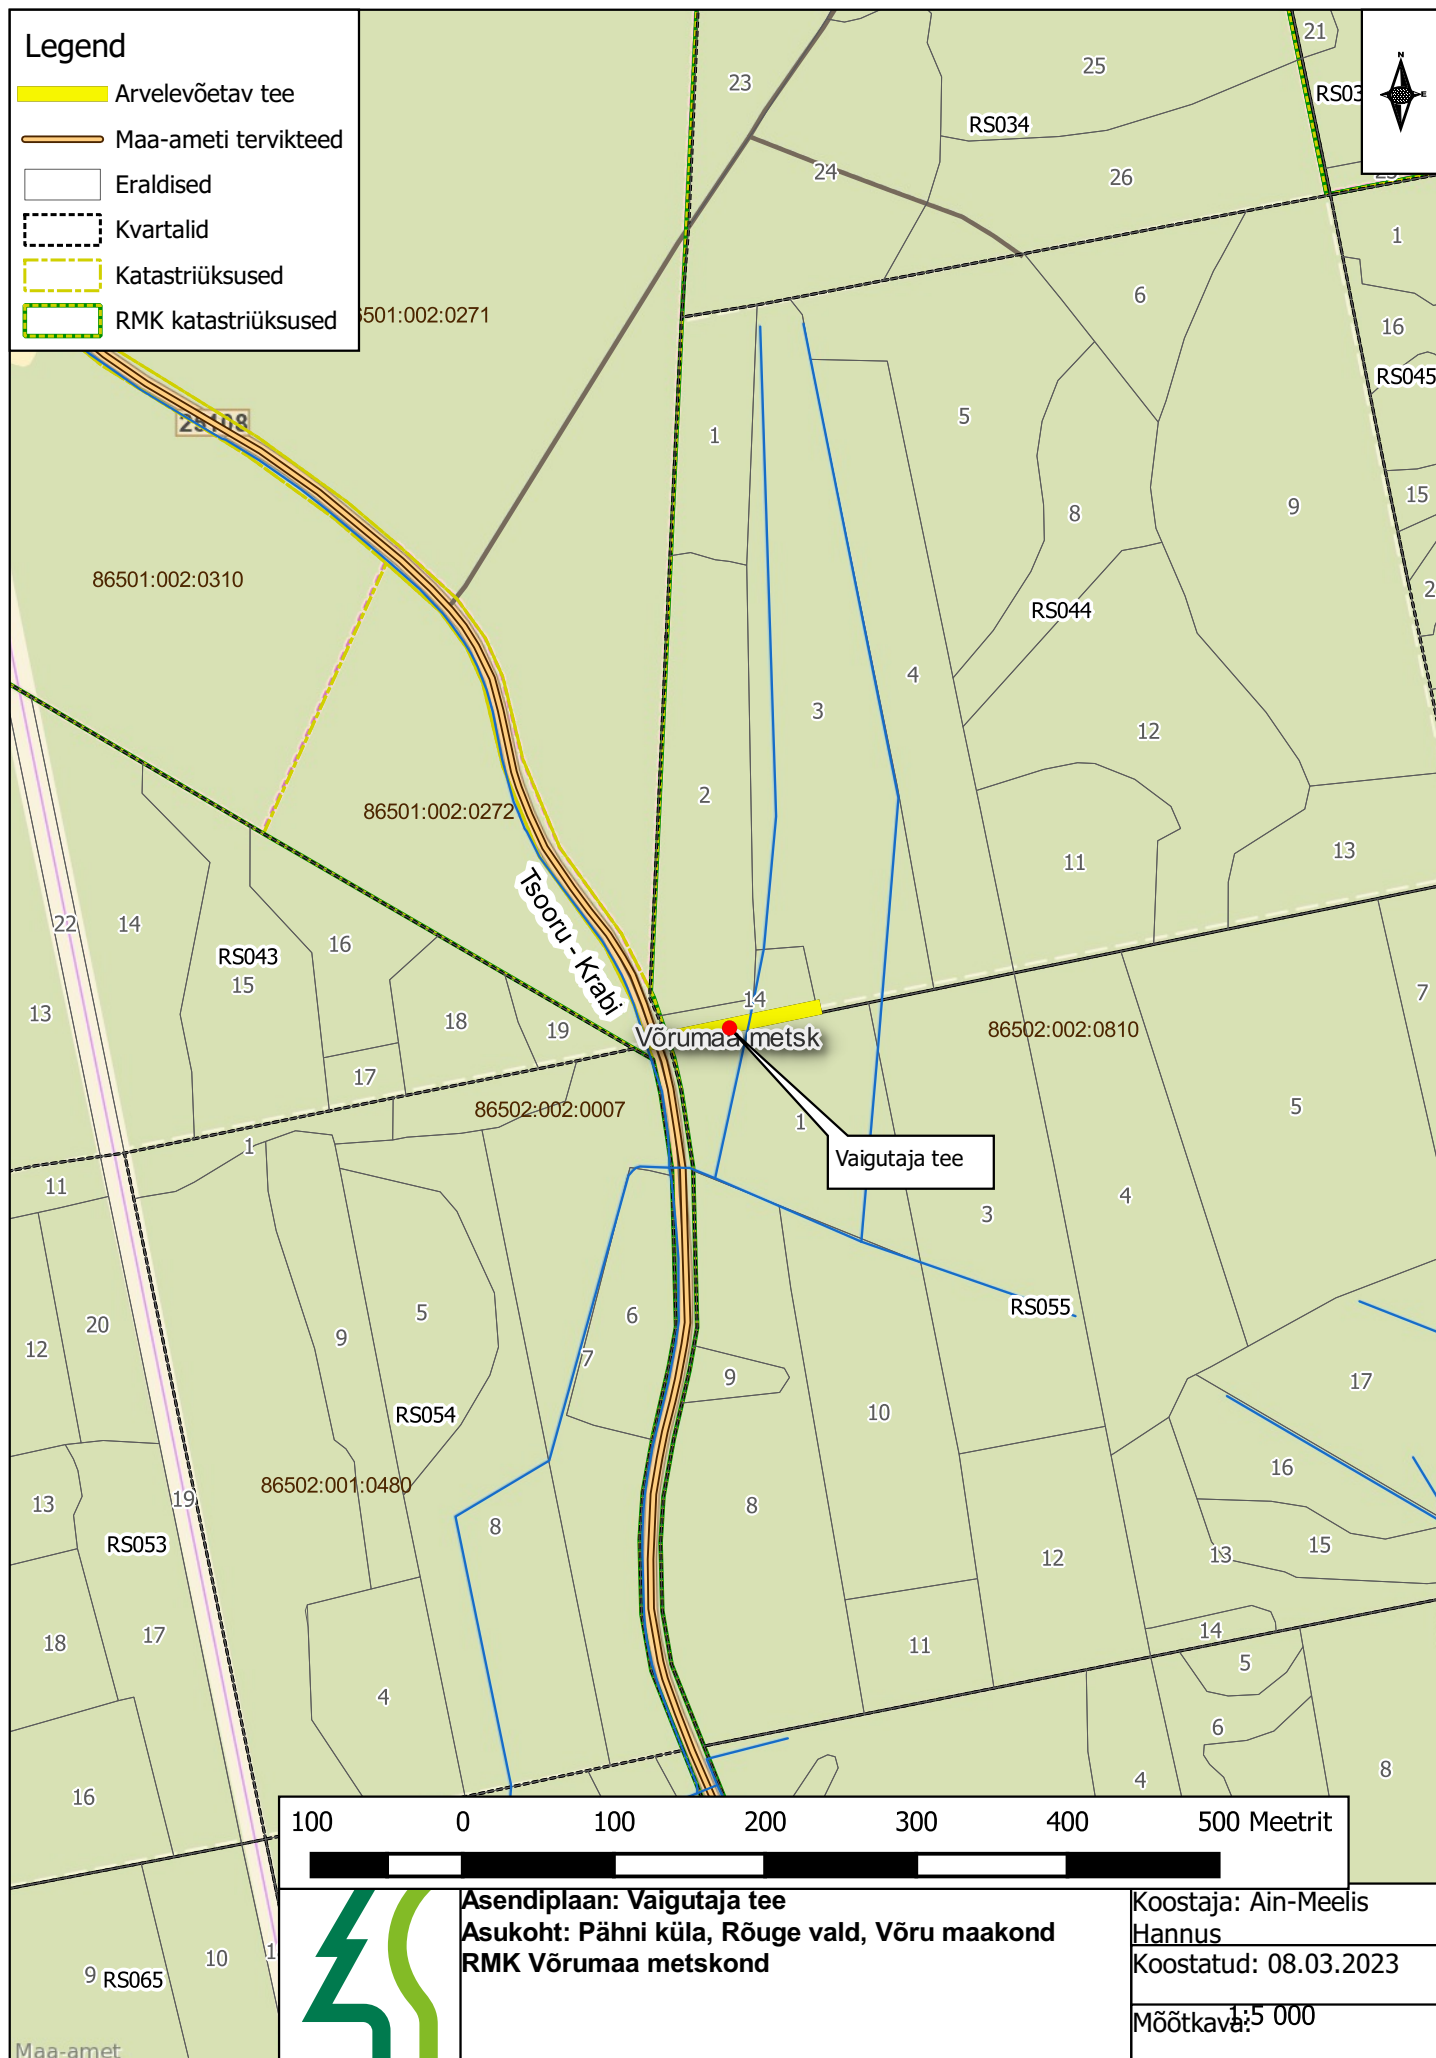 Legend
Arvelevõetav tee
Maa-ameti tervikteed
Eraldised
Kvartalid
Katastriüksused
RMK katastriüksused
N
E
21
25
23
RS034
RS03
24
26
1
6
501:002:0271
16
RS045
25108
5
1
15
9
8
86501:002:0310
2
RS044
4
3
12
2
86501:002:0272
11
13
Tsooru - Krabi
22
14
16
RS043
15
7
13
14
18
19
86502:002:0810
Võrumaa metsk
17
5
86502:002:0007
1
1
Vaigutaja tee
11
4
3
RS055
5
6
20
9
12
7
9
17
10
RS054
16
86502:001:0480
19
13
8
8
RS053
15
12
13
14
17
18
11
5
4
6
8
4
16
100 0 100 200 300 400 500 Meetrit
Asendiplaan: Vaigutaja tee
Asukoht: Pähni küla, Rõuge vald, Võru maakond
RMK Võrumaa metskond
Koostaja: Ain-Meelis
Hannus
Koostatud: 08.03.2023
Mõõtkava: 1:5 000
1
10
9
RS065
Maa-amet